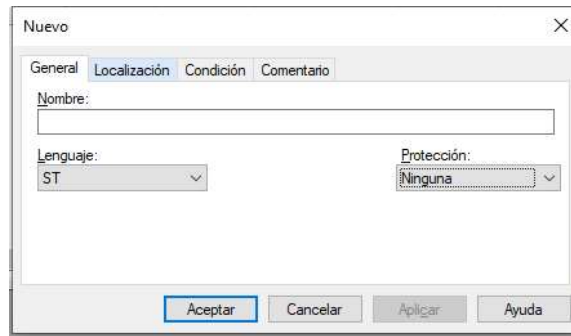 Nuevo
General Localización Condición Comentario
Nombre:
Lenguaje: Protección:
ST Ninguna
Aceptar Cancelar Aplicar Ayuda